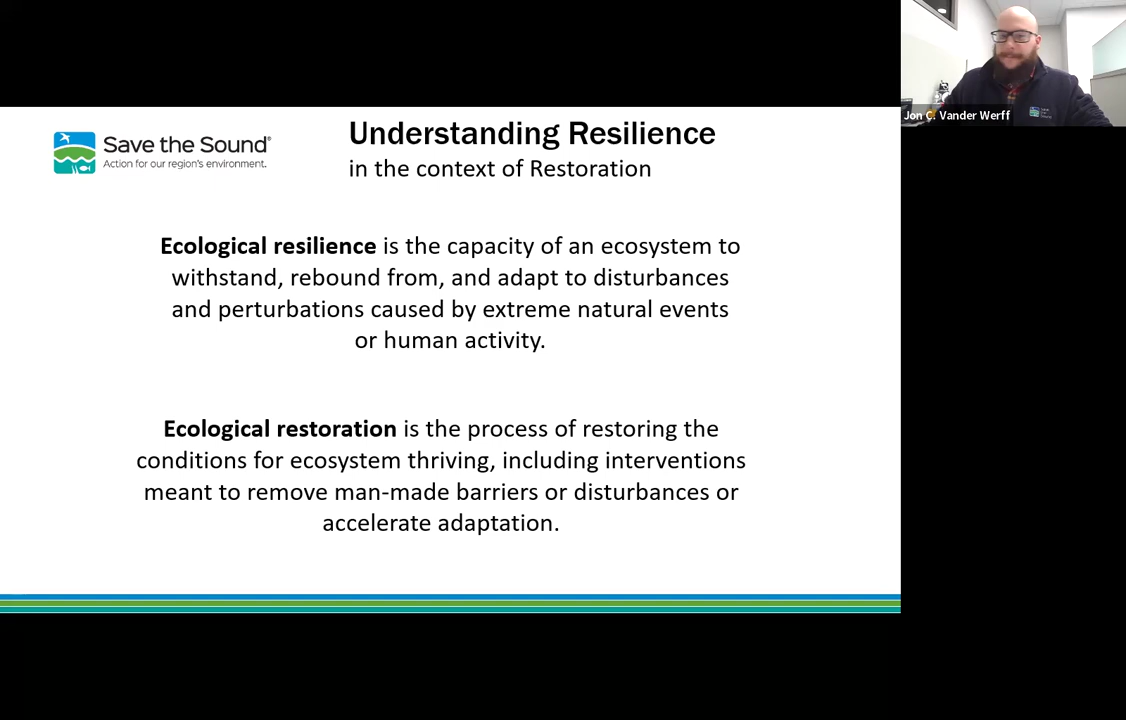 Save the Sound®
Action for our region's environment.
Understanding Resilience
in the context of Restoration
Ecological resilience is the capacity of an ecosystem to
withstand, rebound from, and adapt to disturbances
and perturbations caused by extreme natural events
or human activity.
Ecological restoration is the process of restoring the
conditions for ecosystem thriving, including interventions
meant to remove man-made barriers or disturbances or
accelerate adaptation.
Jon C. Vander Werff